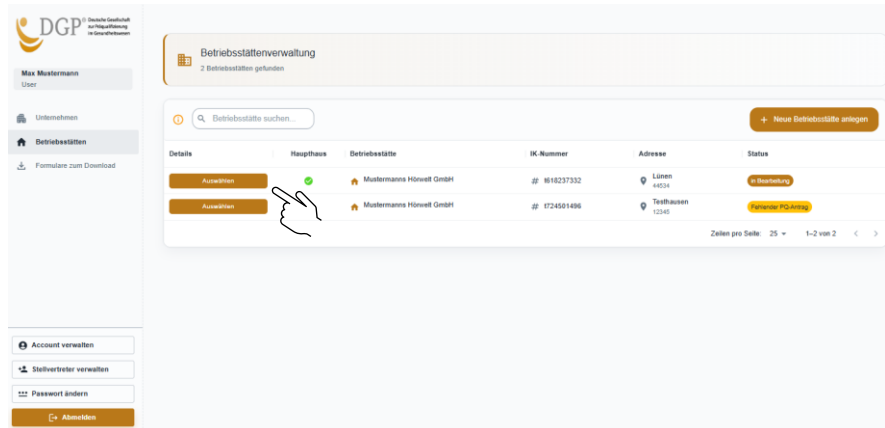 DGP® Deutsche Gesellschaft
zur Präqualifizierung
im Gesundheitswesen
Max Mustermann
User
Unternehmen
Betriebsstätten
Formulare zum Download
Account verwalten
Stellvertreter verwalten
Passwort ändern
Abmelden
Betriebsstättenverwaltung
2 Betriebsstätten gefunden
Betriebsstätte suchen...
+ Neue Betriebsstätte anlegen
Details Haupthaus Betriebsstätte IK-Nummer Adresse Status
Auswählen Mustermanns Hörwelt GmbH # I618237332 Lünen In Bearbeitung
44534
Auswählen Mustermanns Hörwelt GmbH # I724501496 Testhausen Fehlender PQ-Antrag
12345
Zeilen pro Seite: 25 1–2 von 2 < >